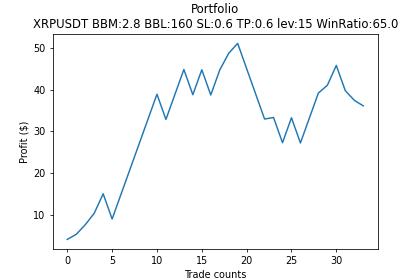 Portfolio
XRPUSDT BBM:2.8 BBL:160 SL:0.6 TP:0.6 lev:15 WinRatio:65.0
50
40
30
20
10
Profit ($)
0 5 10 15 20 25 30
Trade counts